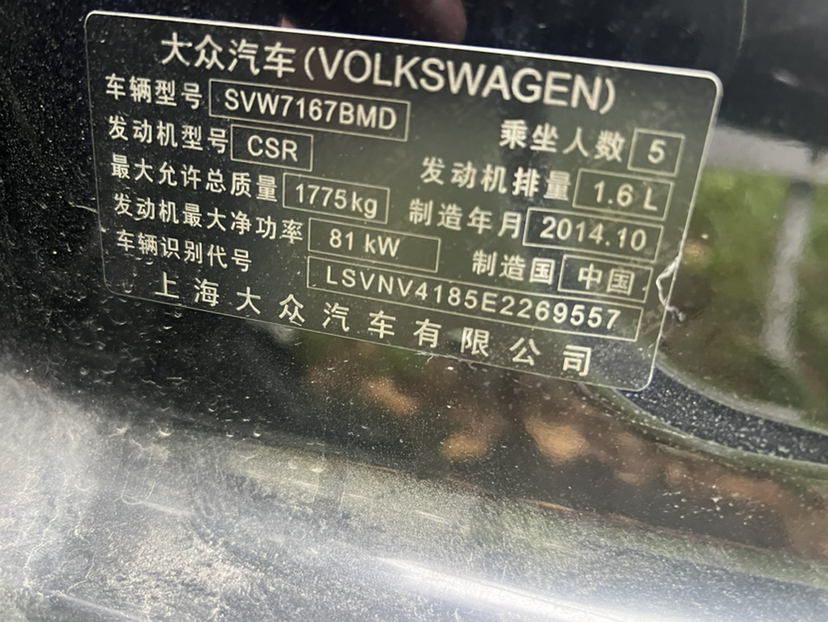 大众汽车(VOLKSWAGEN)
车辆型号 SVW7167BMD 乘坐人数 5
发动机型号 CSR 发动机排量 1.6 L
最大允许总质量 1775kg 制造年月 2014.10
发动机最大净功率 81 kW 制造国 中国
车辆识别代号 LSVNV4185E2269557
上海大众汽车有限公司